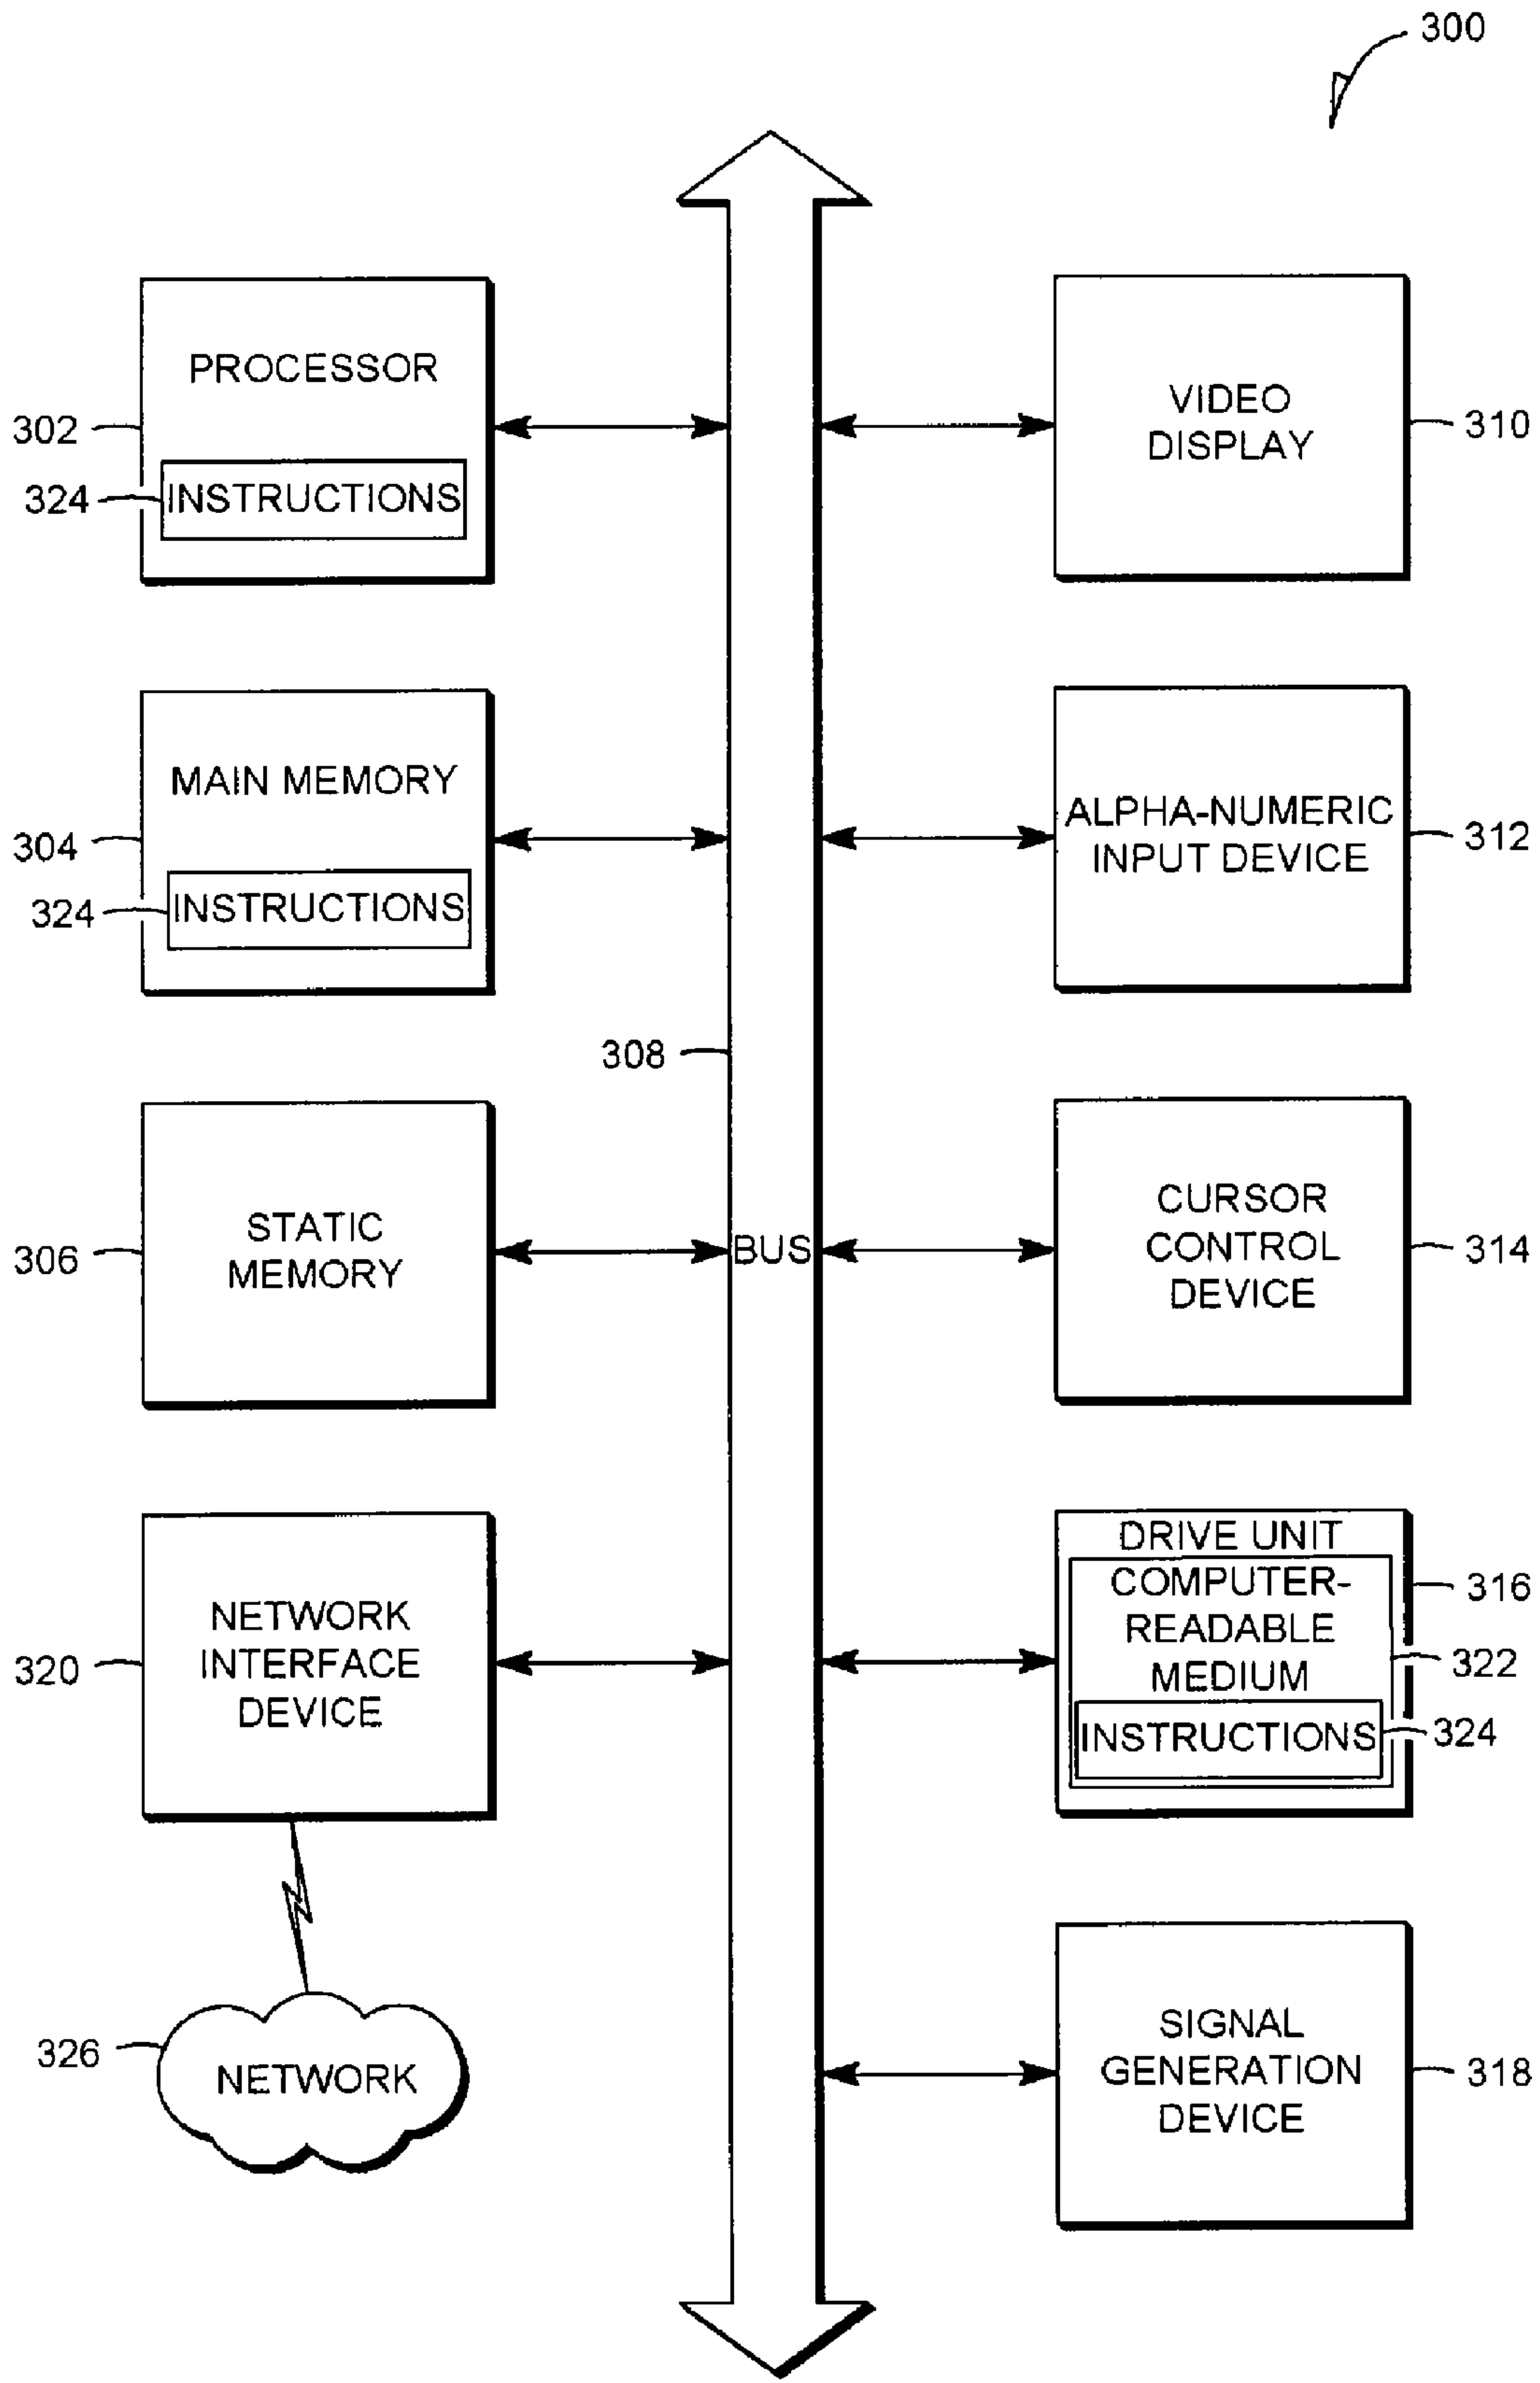 300
PROCESSOR
302
324
INSTRUCTIONS
VIDEO
DISPLAY
310
MAIN MEMORY
304
324
INSTRUCTIONS
ALPHA-NUMERIC
INPUT DEVICE
312
308
STATIC
MEMORY
306
BUS
CURSOR
CONTROL
DEVICE
314
NETWORK
INTERFACE
DEVICE
320
DRIVE UNIT
COMPUTER-
READABLE
MEDIUM
INSTRUCTIONS
316
322
324
326
NETWORK
SIGNAL
GENERATION
DEVICE
318